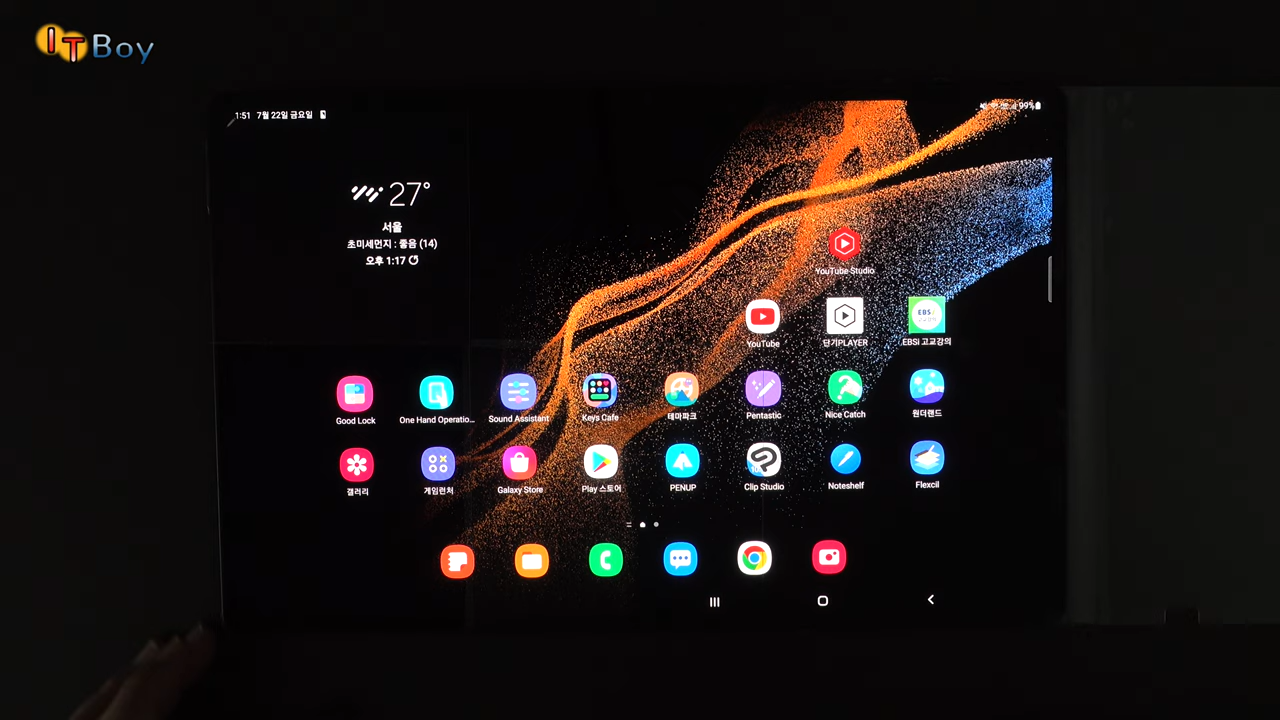 IT Boy
1:51 7월 22일 금요일
99%
27°
서울
초미세먼지 : 좋음 (14)
오후 1:17
YouTube Studio
YouTube
단기PLAYER
EBSi 고교강의
EBSi
Good Lock
One Hand Operatio...
Sound Assistant
Keys Cafe
테마파크
Pentastic
Nice Catch
원더랜드
갤러리
게임런처
Galaxy Store
Play 스토어
PENUP
Clip Studio
Noteshelf
Flexcil